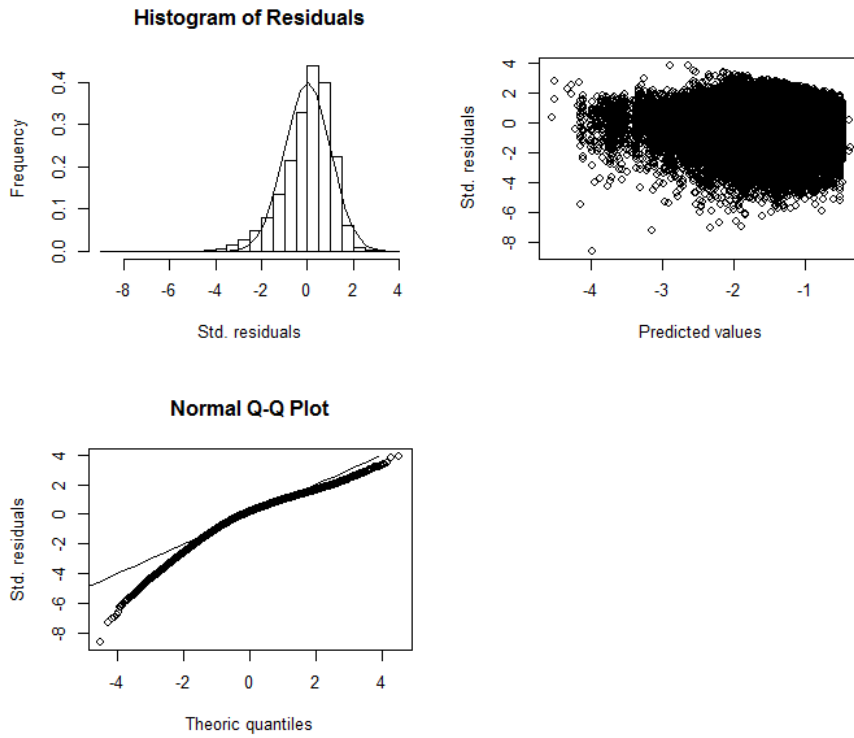 Histogram of Residuals
Frequency
0.0 0.1 0.2 0.3 0.4
-8 -6 -4 -2 0 2 4
Std. residuals
Std. residuals
-8 -6 -4 -2 0 2 4
-4 -3 -2 -1
Predicted values
Normal Q-Q Plot
Std. residuals
-8 -6 -4 -2 0 2 4
-4 -2 0 2 4
Theoric quantiles